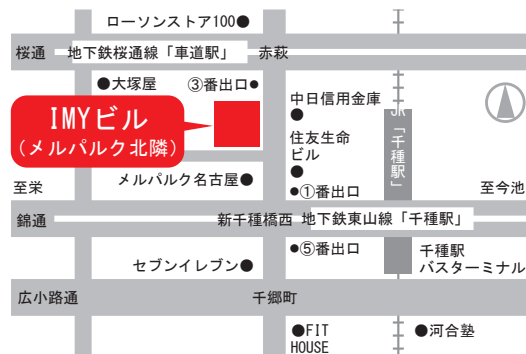 ローソンストア100●
桜通
地下鉄桜通線「車道駅」
赤萩
●大塚屋
③番出口●
IMYビル
(メルパルク北隣)
中日信用金庫
住友生命
ビル
JR「千種駅」
メルパルク名古屋●
●①番出口
至栄
至今池
錦通
新千種橋西
地下鉄東山線「千種駅」
●⑤番出口
千種駅
バスターミナル
セブンイレブン●
広小路通
千郷町
●FIT
HOUSE
●河合塾